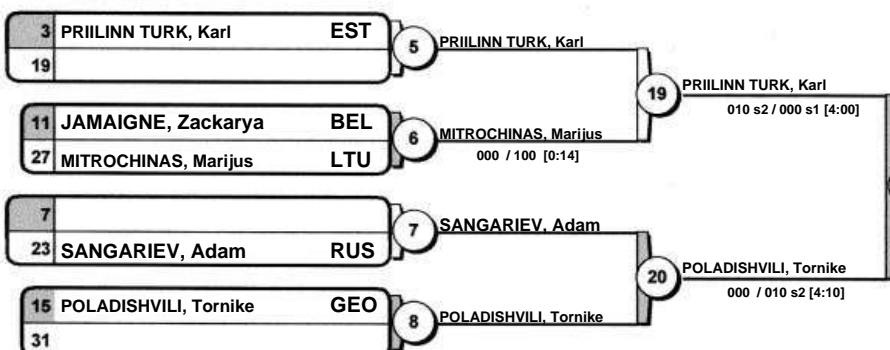 3 PRIILINN TURK, Karl EST
19
5
PRIILINN TURK, Karl
11 JAMAIGNE, Zackarya BEL
27 MITROCHINAS, Marijus LTU
6
MITROCHINAS, Marijus
000 / 100 [0:14]
19
PRIILINN TURK, Karl
010 s2 / 000 s1 [4:00]
7
23 SANGARIEV, Adam RUS
7
SANGARIEV, Adam
15 POLADISHVILI, Tornike GEO
31
8
POLADISHVILI, Tornike
20
POLADISHVILI, Tornike
000 / 010 s2 [4:10]